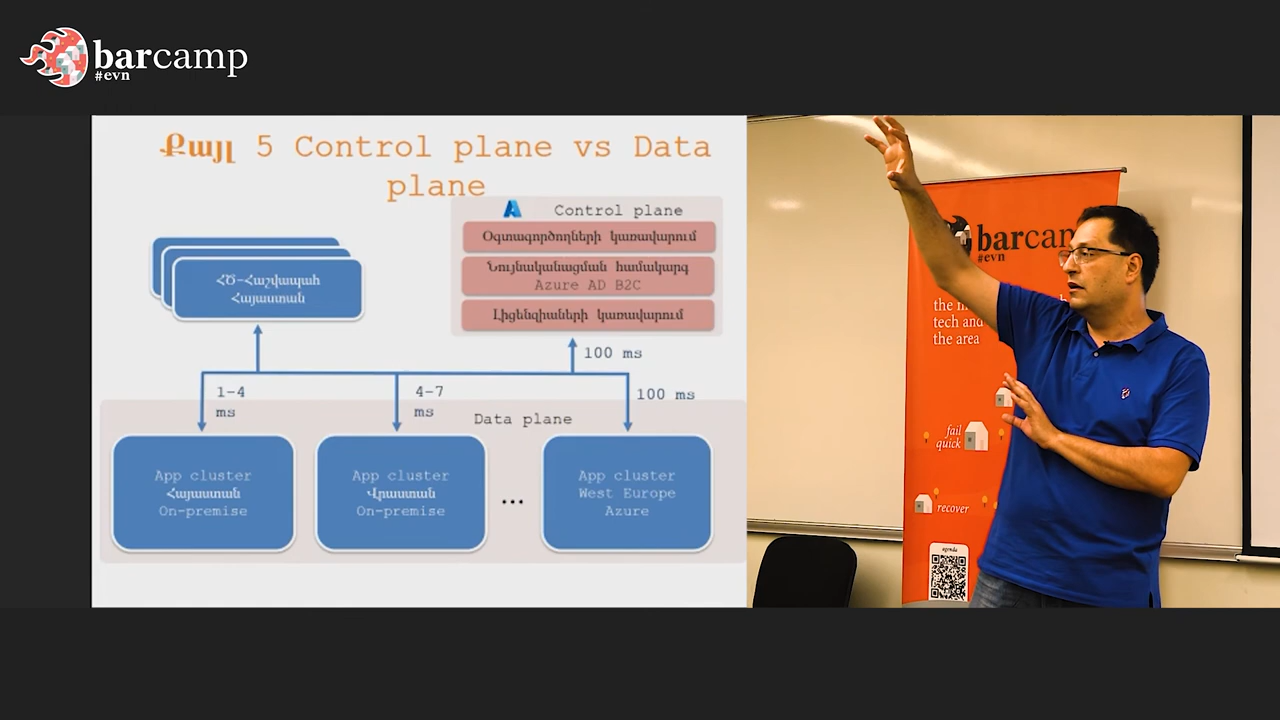 barcamp
#evn
Քայլ 5 Control plane vs Data
plane
Control plane
Օգտագործողների կառավարում
Նույնականացման համակարգ
Azure AD B2C
Լիցենզիաների կառավարում
ՀԾ-Հաշվապահ
Հայաստան
100 ms
1-4
ms
4-7
ms
100 ms
Data plane
App cluster
Հայաստան
On-premise
App cluster
Վրաստան
On-premise
...
App cluster
West Europe
Azure
barcam
#evn
tech and
the area
fail
quick
recover
agenda